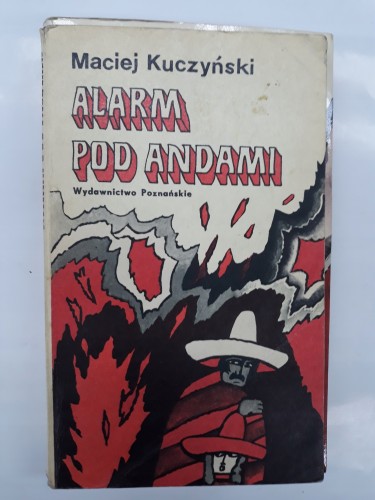 Maciej Kuczyński
ALARM
POD ANDAMI
Wydawnictwo Poznańskie